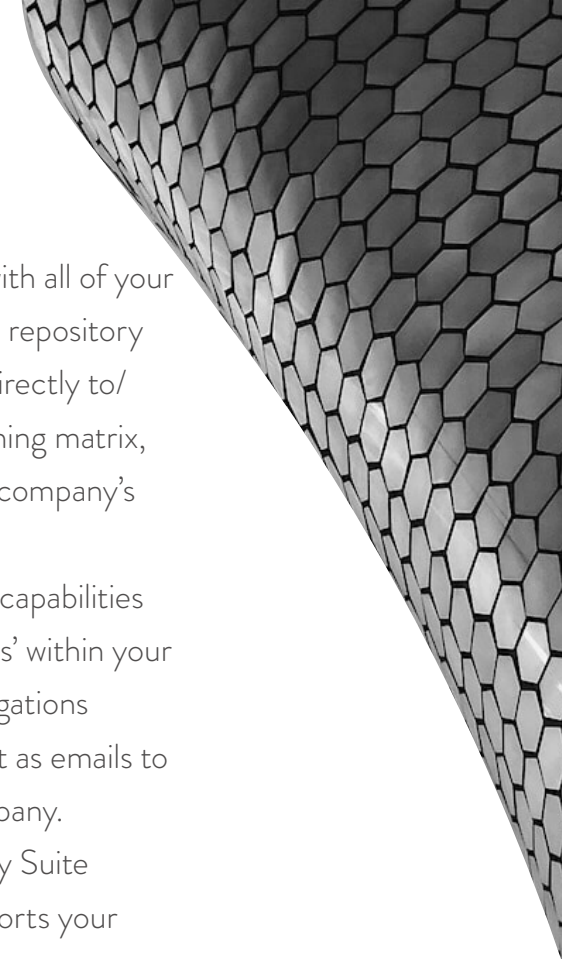 ith all of your
repository
irectly to/
ning matrix,
company's
capabilities
s' within your
gations
t as emails to
pany.
y Suite
orts your